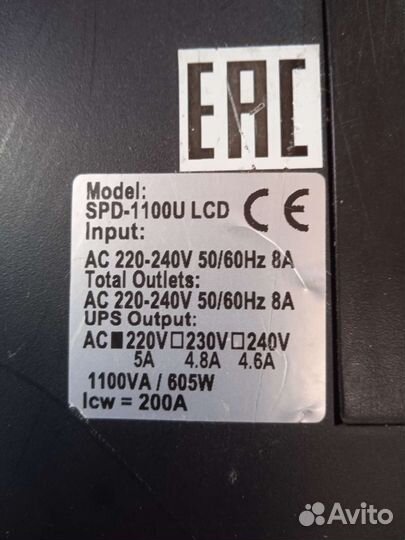 EAC
Model:
SPD-1100U LCD CE
Input:
AC 220-240V 50/60Hz 8A
Total Outlets:
AC 220-240V 50/60Hz 8A
UPS Output:
AC■220V□230V□240V
5A 4.8A 4.6A
1100VA / 605W
Icw = 200A
Avito